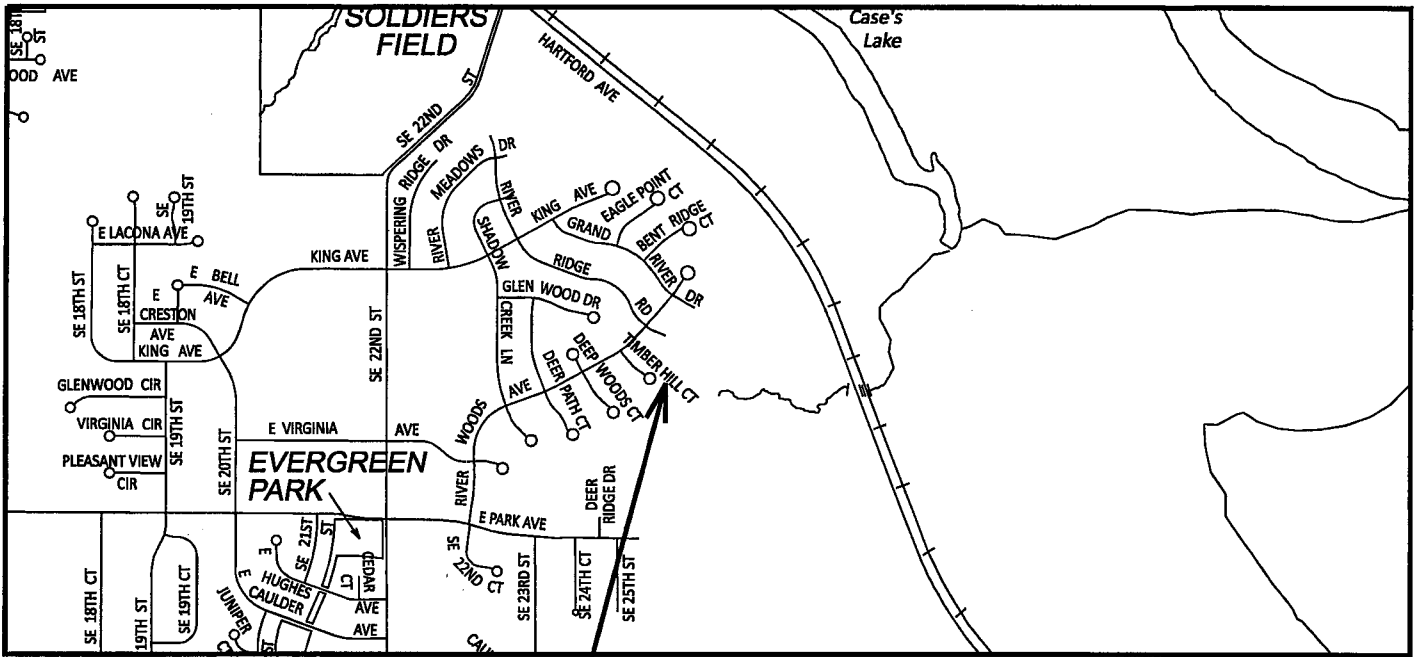 SOLDIERS
FIELD
Case's
Lake
SE 18TH
ST
OOD AVE
HARTFORD AVE
SE 22ND ST
WISPERING RIDGE DR
RIVER MEADOWS DR
RIVER RIDGE RD
KING AVE
EAGLE POINT
CT
GRAND RIVER DR
BENT RIDGE
CT
SHADOW CREEK LN
SE
19TH ST
E LACONA AVE
KING AVE
E BELL
AVE
SE 18TH ST
SE 18TH CT
E
CRESTON
AVE
KING AVE
GLEN WOOD DR
SE 22ND ST
TIMBER HILL CT
DEEP WOODS CT
DEER PATH CT
RIVER WOODS AVE
GLENWOOD CIR
VIRGINIA CIR
PLEASANT VIEW
CIR
SE 19TH ST
SE 20TH ST
E VIRGINIA AVE
EVERGREEN
PARK
E PARK AVE
DEER
RIDGE DR
SE 21ST
ST
CEDAR
CT
SE
22ND CT
SE 23RD ST
SE 24TH CT
SE 25TH ST
E HUGHES AVE
E CAULDER AVE
JUNIPER
SE 18TH CT
19TH ST
SE 19TH CT
ST
CAU